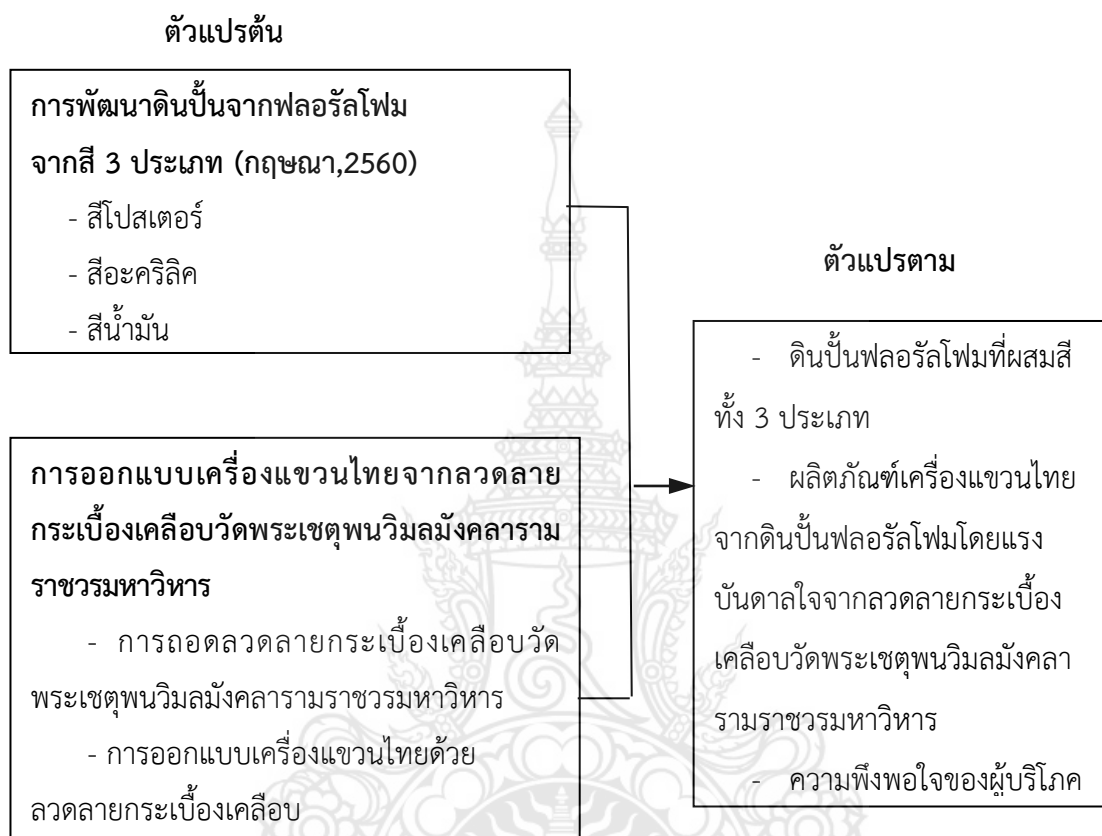 ตัวแปรต้น
การพัฒนาดินปั้นจากฟลอรัลโฟม
จากสี 3 ประเภท (กฤษณา,2560)
- สีโปสเตอร์
- สีอะคริลิค
- สีน้ำมัน
การออกแบบเครื่องแขวนไทยจากลวดลาย
กระเบื้องเคลือบวัดพระเชตุพนวิมลมังคลาราม
ราชวรมหาวิหาร
- การถอดลวดลายกระเบื้องเคลือบวัด
พระเชตุพนวิมลมังคลารามราชวรมหาวิหาร
- การออกแบบเครื่องแขวนไทยด้วย
ลวดลายกระเบื้องเคลือบ
ตัวแปรตาม
- ดินปั้นฟลอรัลโฟมที่ผสมสี
ทั้ง 3 ประเภท
- ผลิตภัณฑ์เครื่องแขวนไทย
จากดินปั้นฟลอรัลโฟมโดยแรง
บันดาลใจจากลวดลายกระเบื้อง
เคลือบวัดพระเชตุพนวิมลมังคลา
รามราชวรมหาวิหาร
- ความพึงพอใจของผู้บริโภค